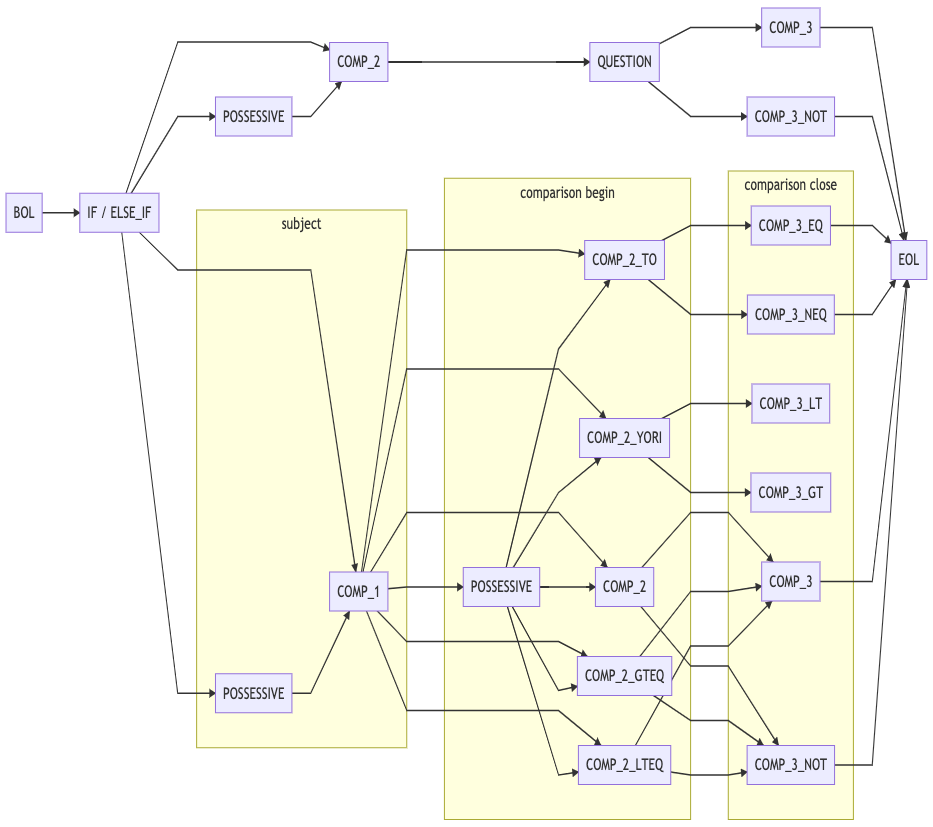 COMP_3
COMP_2
QUESTION
POSSESSIVE
COMP_3_NOT
BOL
IF / ELSE_IF
subject
comparison begin
comparison close
COMP_2_TO
COMP_3_EQ
EOL
COMP_3_NEQ
COMP_2_YORI
COMP_3_LT
COMP_3_GT
COMP_1
POSSESSIVE
COMP_2
COMP_3
POSSESSIVE
COMP_2_GTEQ
COMP_2_LTEQ
COMP_3_NOT